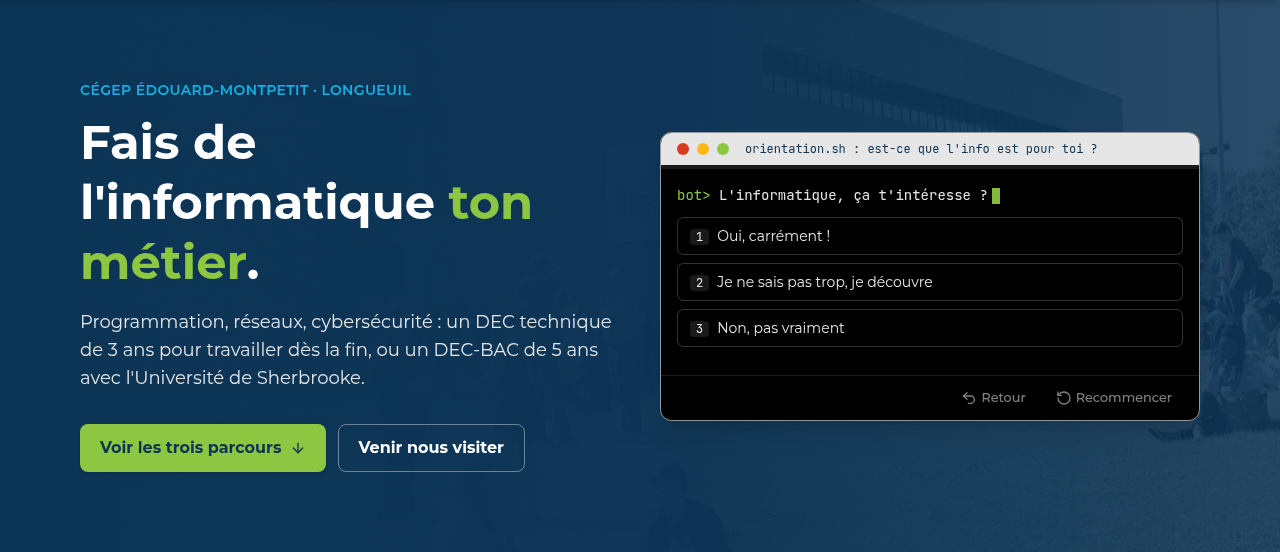 CÉGEP ÉDOUARD-MONTPETIT · LONGUEUIL
Fais de
l'informatique ton
métier.
Programmation, réseaux, cybersécurité : un DEC technique
de 3 ans pour travailler dès la fin, ou un DEC-BAC de 5 ans
avec l'Université de Sherbrooke.
Voir les trois parcours ↓
Venir nous visiter
orientation.sh : est-ce que l'info est pour toi ?
bot> L'informatique, ça t'intéresse ?
1 Oui, carrément !
2 Je ne sais pas trop, je découvre
3 Non, pas vraiment
Retour
Recommencer